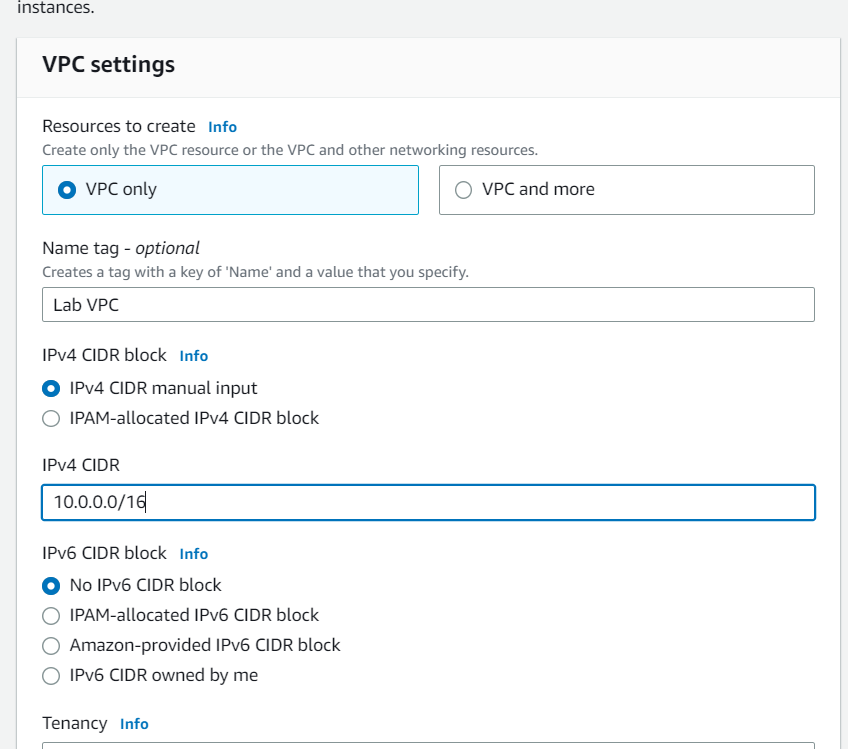 instances.
VPC settings
Resources to create Info
Create only the VPC resource or the VPC and other networking resources.
VPC only VPC and more
Name tag - optional
Creates a tag with a key of 'Name' and a value that you specify.
Lab VPC
IPv4 CIDR block Info
IPv4 CIDR manual input
IPAM-allocated IPv4 CIDR block
IPv4 CIDR
10.0.0.0/16
IPv6 CIDR block Info
No IPv6 CIDR block
IPAM-allocated IPv6 CIDR block
Amazon-provided IPv6 CIDR block
IPv6 CIDR owned by me
Tenancy Info